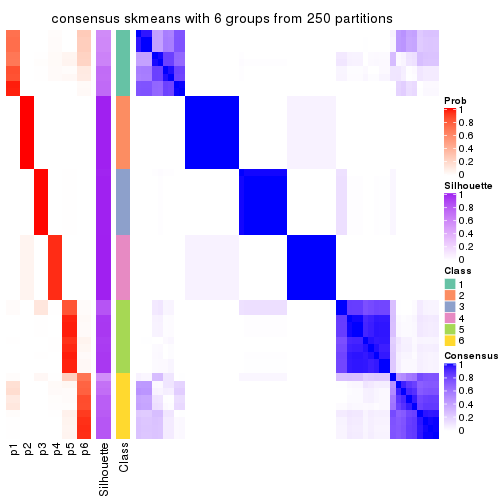 consensus skmeans with 6 groups from 250 partitions
Prob
1
0.8
0.6
0.4
0.2
0
Silhouette
1
0.8
0.6
0.4
0.2
0
Class
1
2
3
4
5
6
Consensus
1
0.8
0.6
0.4
0.2
0
p1
p2
p3
p4
p5
p6
Silhouette
Class